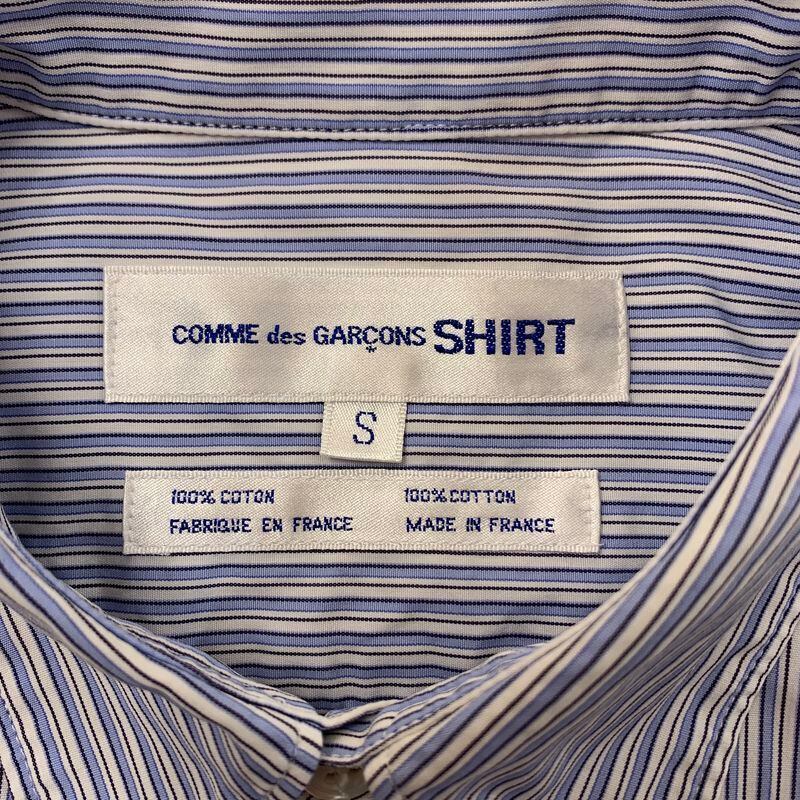 COMME des GARÇONS SHIRT
S
100% COTON 100% COTTON
FABRIQUE EN FRANCE MADE IN FRANCE